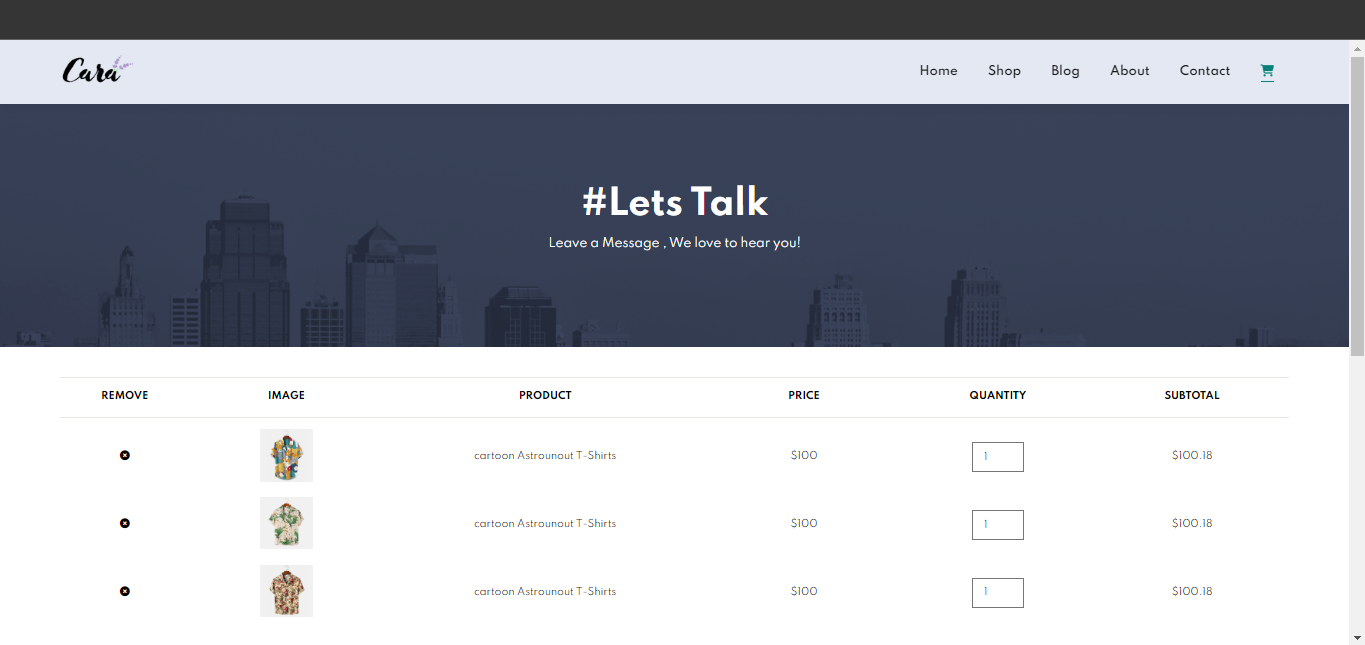 Cara
Home Shop Blog About Contact
#Lets Talk
Leave a Message , We love to hear you!
REMOVE IMAGE PRODUCT PRICE QUANTITY SUBTOTAL
cartoon Astrounout T-Shirts $100 1 $100.18
cartoon Astrounout T-Shirts $100 1 $100.18
cartoon Astrounout T-Shirts $100 1 $100.18